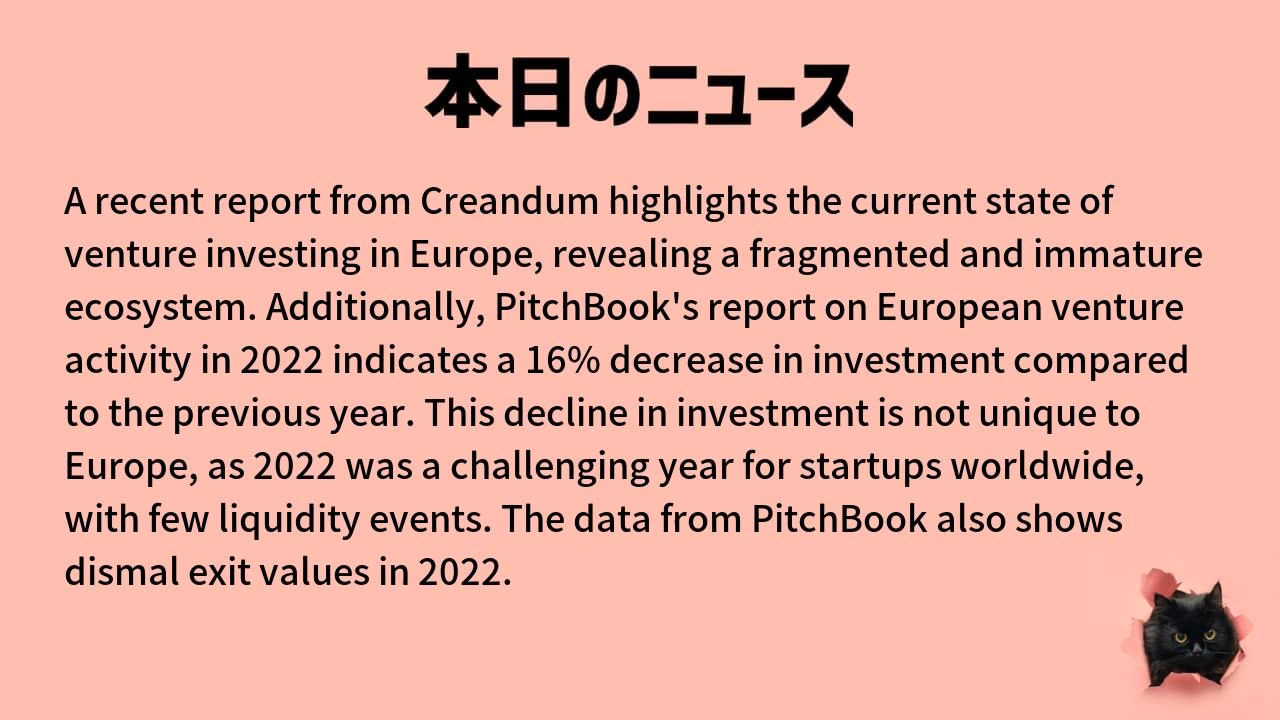 本日のニュース
A recent report from Creandum highlights the current state of
venture investing in Europe, revealing a fragmented and immature
ecosystem. Additionally, PitchBook's report on European venture
activity in 2022 indicates a 16% decrease in investment compared
to the previous year. This decline in investment is not unique to
Europe, as 2022 was a challenging year for startups worldwide,
with few liquidity events. The data from PitchBook also shows
dismal exit values in 2022.